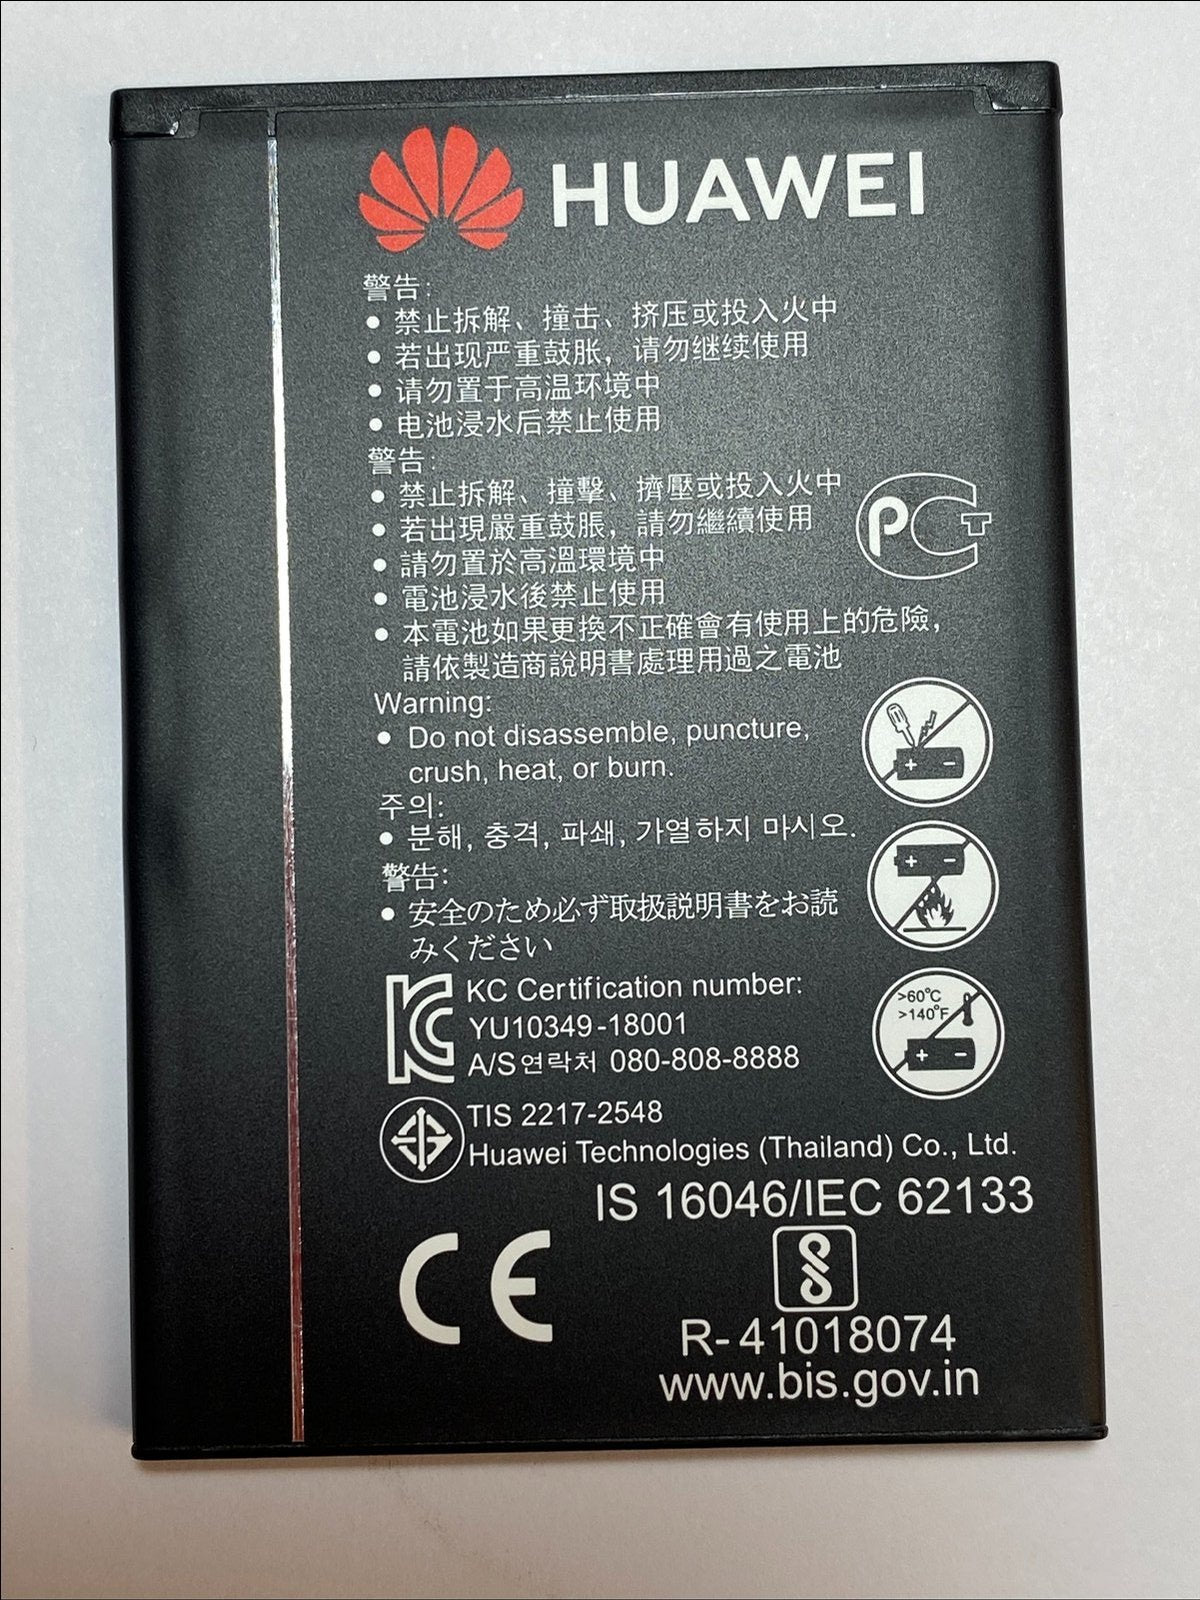 HUAWEI
警告:
• 禁止拆解、撞击、挤压或投入火中
• 若出现严重鼓胀，请勿继续使用
• 请勿置于高温环境中
• 电池浸水后禁止使用
警告:
• 禁止拆解、撞擊、擠壓或投入火中
• 若出現嚴重鼓脹，請勿繼續使用
• 請勿置於高溫環境中
• 電池浸水後禁止使用
• 本電池如果更換不正確會有使用上的危險，
請依製造商說明書處理用過之電池
PCT
Warning:
• Do not disassemble, puncture,
crush, heat, or burn.
주의:
• 분해, 충격, 파쇄, 가열하지 마시오.
警告:
• 安全のため必ず取扱説明書をお読
みください
>60°C
>140°F
KC Certification number:
YU10349-18001
A/S연락처 080-808-8888
TIS 2217-2548
Huawei Technologies (Thailand) Co., Ltd.
IS 16046/IEC 62133
CE
R-41018074
www.bis.gov.in